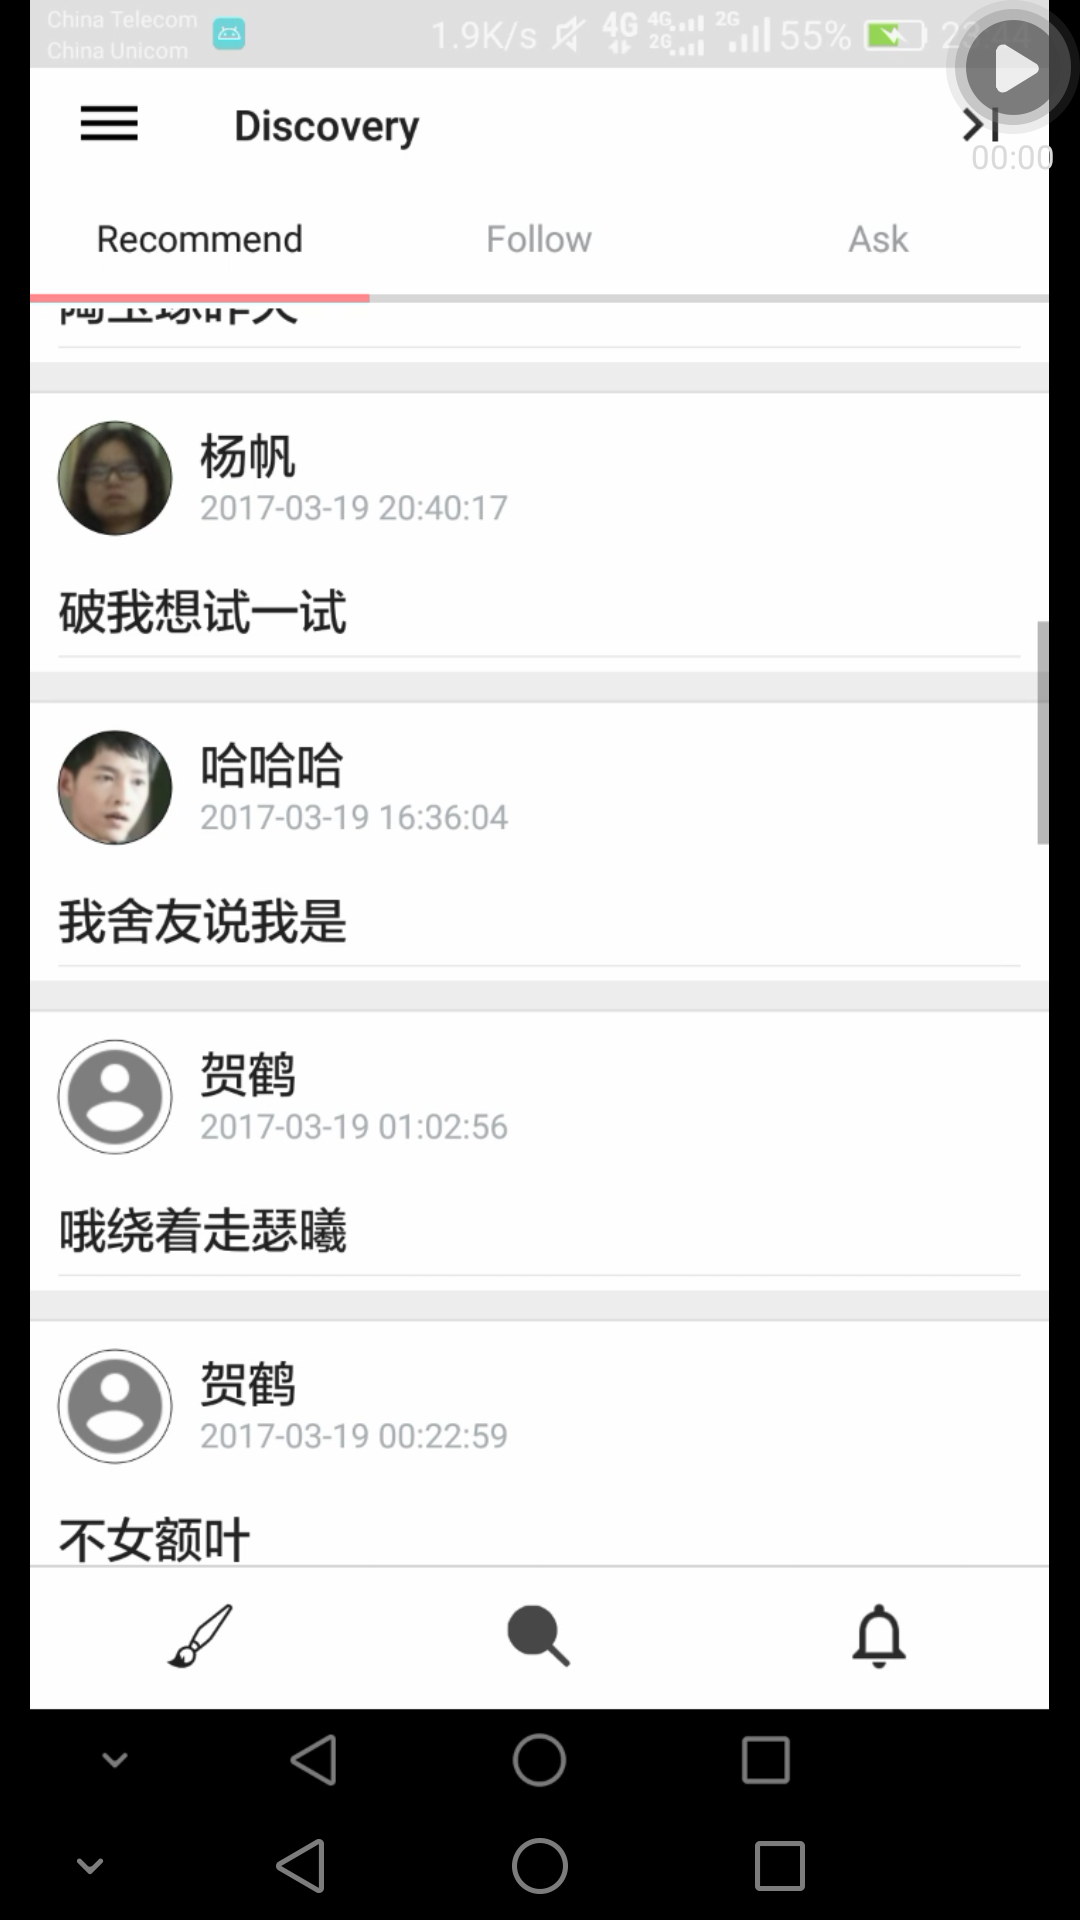 China Telecom
China Unicom
1.9K/s 4G 4G 2G 2G 55% 23:44
00:00
Discovery
Recommend Follow Ask
杨帆
2017-03-19 20:40:17
破我想试一试
哈哈哈
2017-03-19 16:36:04
我舍友说我是
贺鹤
2017-03-19 01:02:56
哦绕着走瑟曦
贺鹤
2017-03-19 00:22:59
不女额叶